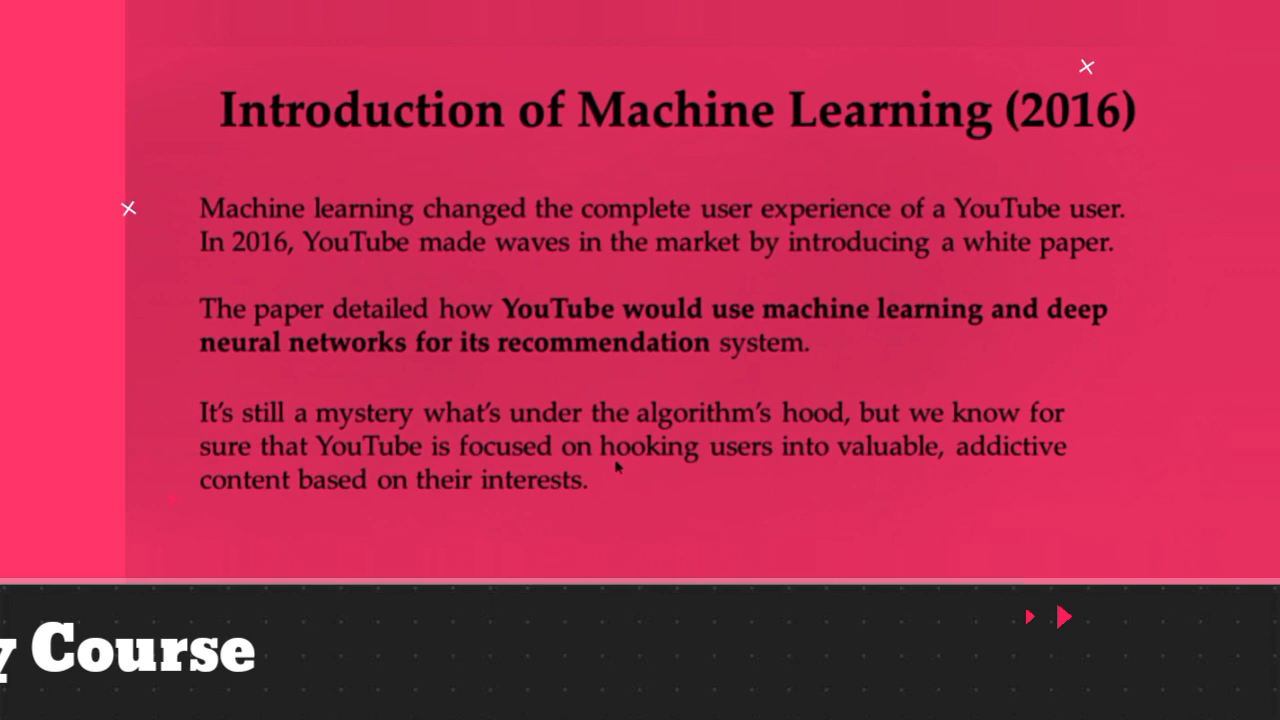 Introduction of Machine Learning (2016)
Machine learning changed the complete user experience of a YouTube user.
In 2016, YouTube made waves in the market by introducing a white paper.
The paper detailed how YouTube would use machine learning and deep
neural networks for its recommendation system.
It's still a mystery what's under the algorithm's hood, but we know for
sure that YouTube is focused on hooking users into valuable, addictive
content based on their interests.
Course